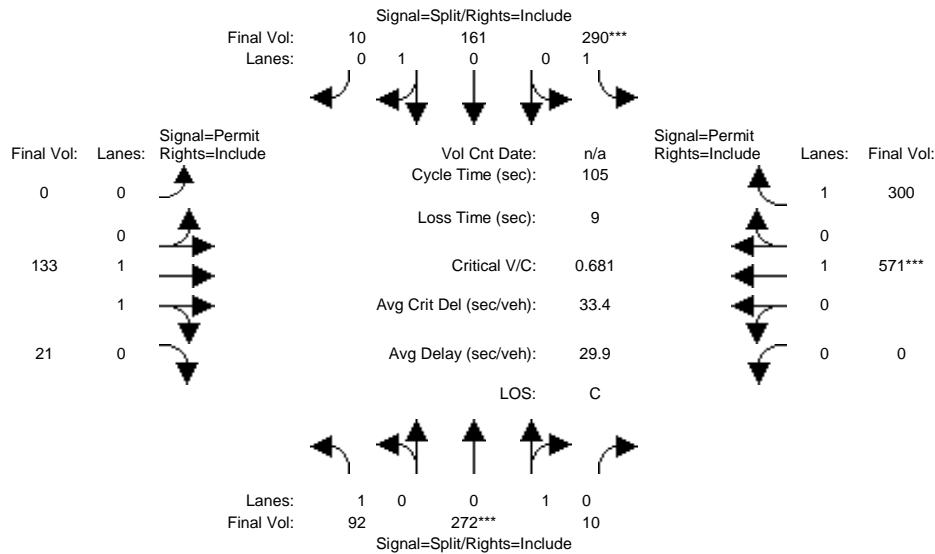 Signal=Split/Rights=Include
Final Vol: 10 161 290***
Lanes: 0 1 0 0 1
Signal=Permit
Final Vol: Lanes: Rights=Include
Vol Cnt Date: n/a
Signal=Permit
Rights=Include Lanes: Final Vol:
Cycle Time (sec): 105
0 0
1 300
Loss Time (sec): 9
0
0
133 1
Critical V/C: 0.681
1 571***
1
Avg Crit Del (sec/veh): 33.4
0
21 0
Avg Delay (sec/veh): 29.9
0 0
LOS: C
Lanes: 1 0 0 1 0
Final Vol: 92 272*** 10
Signal=Split/Rights=Include